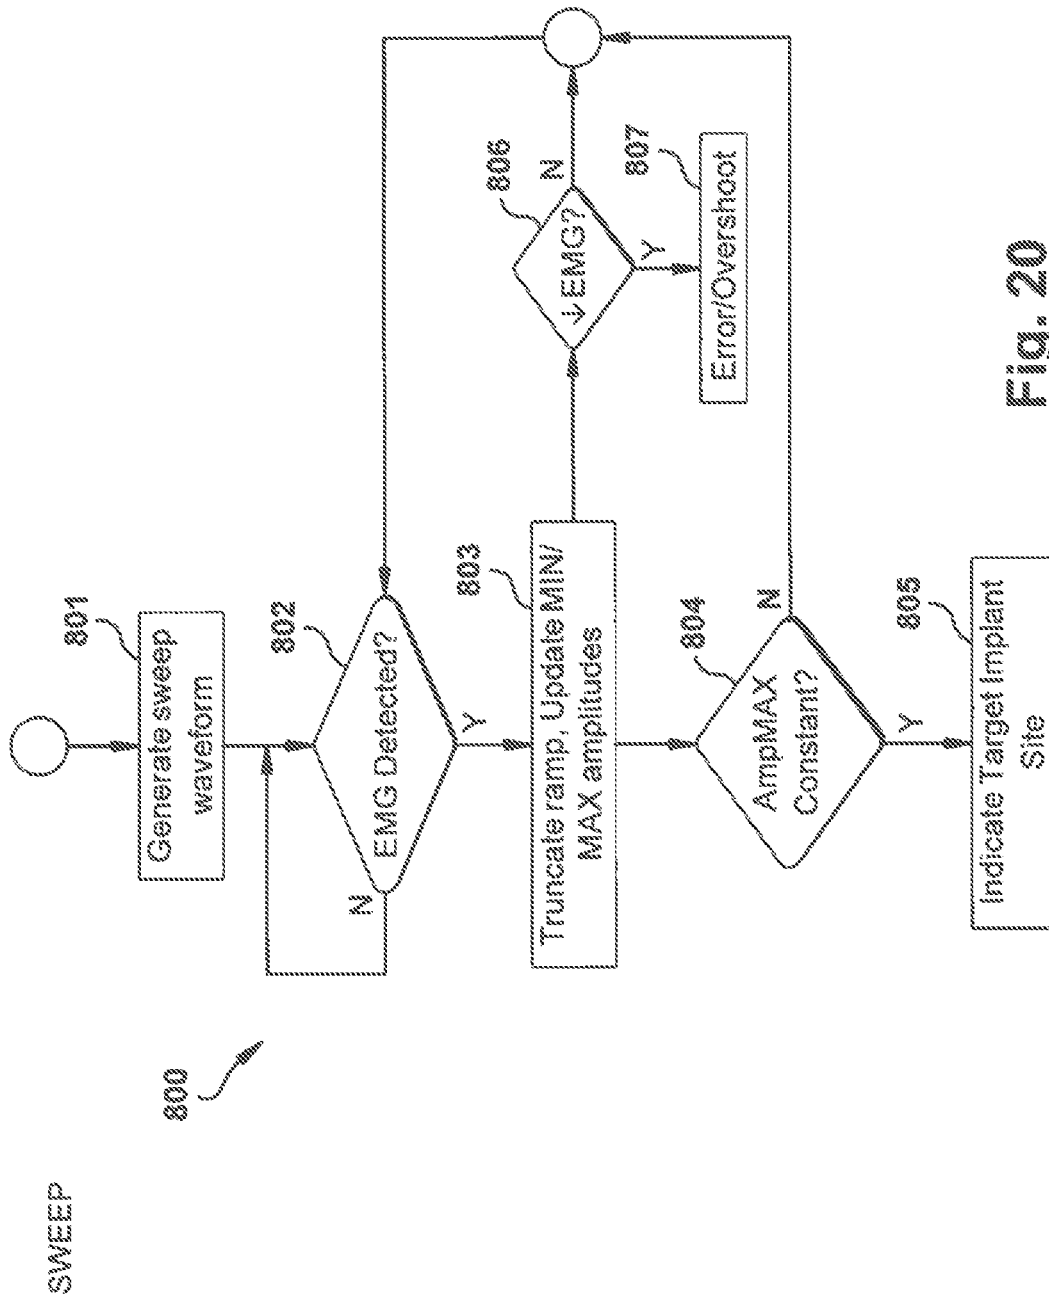 SWEEP
800
801
Generate sweep
waveform
802
EMG Detected?
N
Y
803
Truncate ramp, Update MIN/
MAX amplitudes
804
AmpMAX
Constant?
N
Y
805
Indicate Target Implant
Site
806
↓EMG?
N
Y
807
Error/Overshoot
Fig. 20